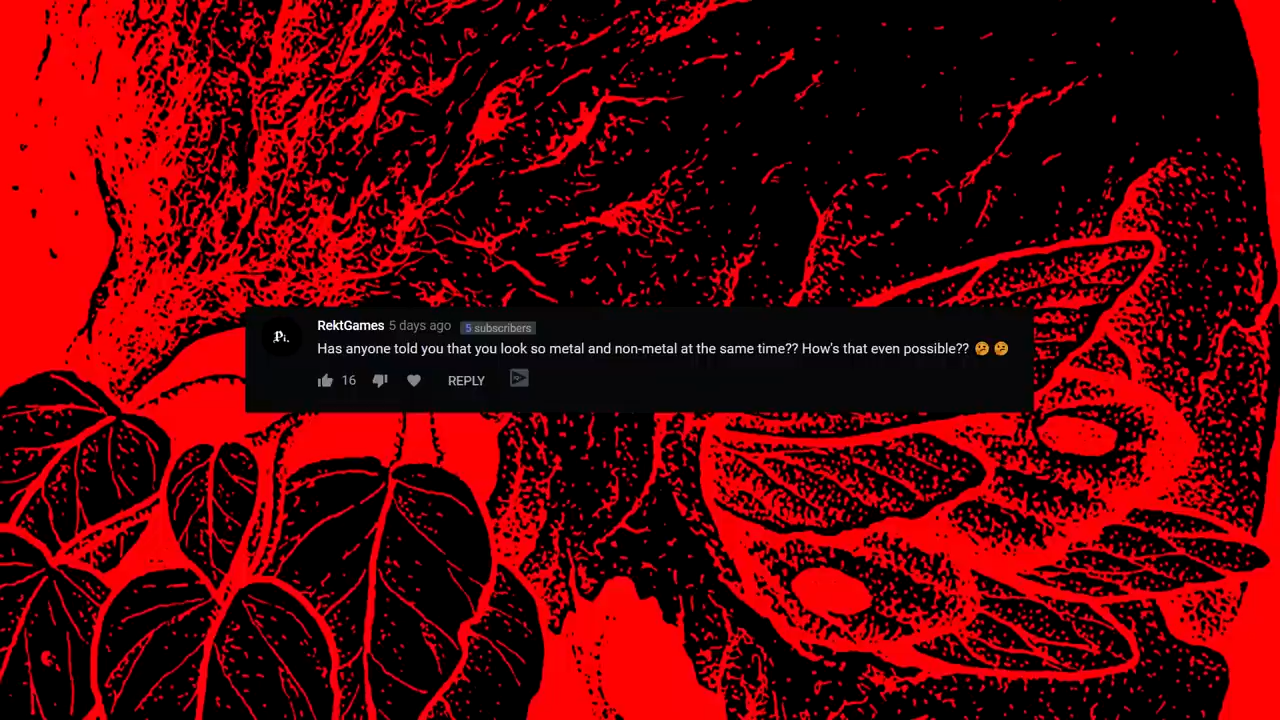 Pi.
RektGames 5 days ago 5 subscribers
Has anyone told you that you look so metal and non-metal at the same time?? How's that even possible?? 🤔 🤔
16 REPLY